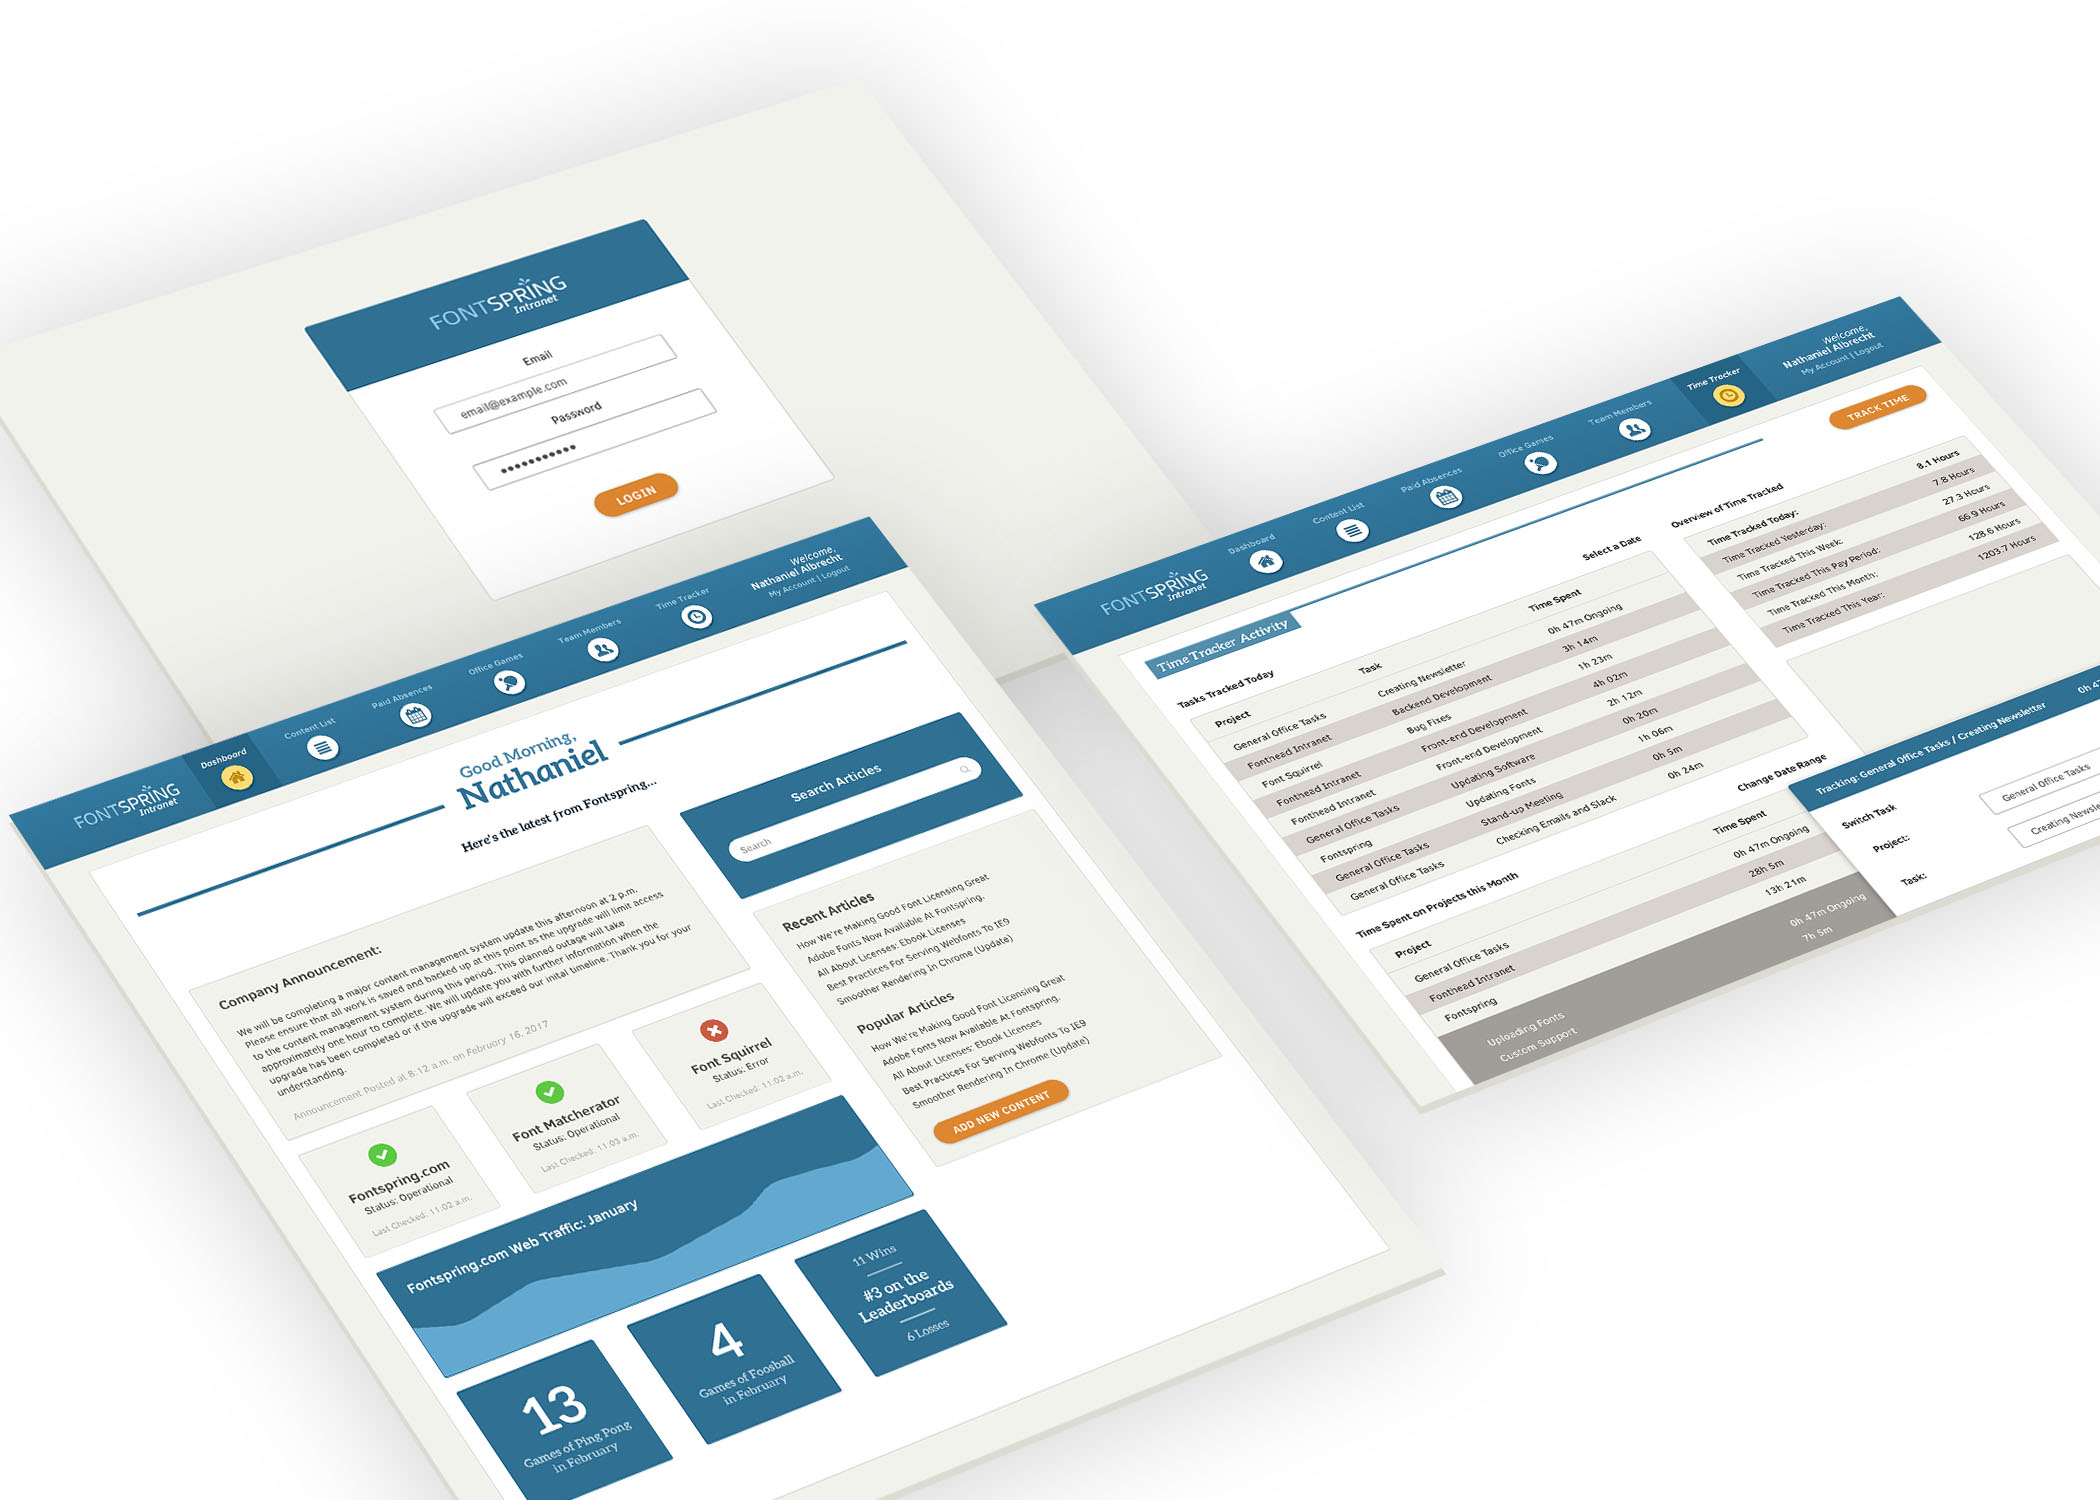 FONTSPRING
Intranet
Email
email@example.com
Password
LOGIN
FONTSPRING
Intranet
Dashboard
Content List
Paid Absences
Office Games
Team Members
Time Tracker
Welcome,
Nathaniel Albrecht
My Account | Logout
Good Morning,
Nathaniel
Here's the latest from Fontspring...
Company Announcement:
We will be completing a major content management system update this afternoon at 2 p.m.
Please ensure that all work is saved and backed up at this point as the upgrade will limit access
to the content management system during this period. This planned outage will take
approximately one hour to complete. We will update you with further information when the
upgrade has been completed or if the upgrade will exceed our inital timeline. Thank you for your
understanding.
Announcement Posted at 8:12 a.m. on February 16, 2017
Fontspring.com
Status: Operational
Last Checked: 11:02 a.m.
Font Matcherator
Status: Operational
Last Checked: 11:03 a.m.
Font Squirrel
Status: Error
Last Checked: 11:02 a.m.
Fontspring.com Web Traffic: January
13
Games of Ping Pong
in February
4
Games of Foosball
in February
11 Wins
#3 on the
Leaderboards
6 Losses
Search Articles
Search
Recent Articles
How We're Making Good Font Licensing Great
Adobe Fonts Now Available At Fontspring.
All About Licenses: Ebook Licenses
Best Practices For Serving Webfonts To IE9
Smoother Rendering In Chrome (Update)
Popular Articles
How We're Making Good Font Licensing Great
Adobe Fonts Now Available At Fontspring.
All About Licenses: Ebook Licenses
Best Practices For Serving Webfonts To IE9
Smoother Rendering In Chrome (Update)
ADD NEW CONTENT
FONTSPRING
Intranet
Dashboard
Content List
Paid Absences
Office Games
Team Members
Time Tracker
Welcome,
Nathaniel Albrecht
My Account | Logout
TRACK TIME
Time Tracker Activity
Tasks Tracked Today
Select a Date
Project Task Time Spent
General Office Tasks Creating Newsletter 0h 47m Ongoing
Fonthead Intranet Backend Development 3h 14m
Font Squirrel Bug Fixes 1h 23m
Fonthead Intranet Front-end Development 4h 02m
Fonthead Intranet Front-end Development 2h 12m
General Office Tasks Updating Software 0h 20m
Fontspring Updating Fonts 1h 06m
General Office Tasks Stand-up Meeting 0h 5m
General Office Tasks Checking Emails and Slack 0h 24m
Time Spent on Projects this Month
Change Date Range
Project Time Spent
General Office Tasks 0h 47m Ongoing
Fonthead Intranet 28h 5m
Fontspring 13h 21m
Uploading Fonts 0h 47m Ongoing
Custom Support 7h 5m
Overview of Time Tracked
Time Tracked Today: 8.1 Hours
Time Tracked Yesterday: 7.8 Hours
Time Tracked This Week: 27.3 Hours
Time Tracked This Pay Period: 66.9 Hours
Time Tracked This Month: 128.6 Hours
Time Tracked This Year: 1203.7 Hours
Tracking: General Office Tasks / Creating Newsletter 0h 47
Switch Task
Project: General Office Tasks
Task: Creating Newsle